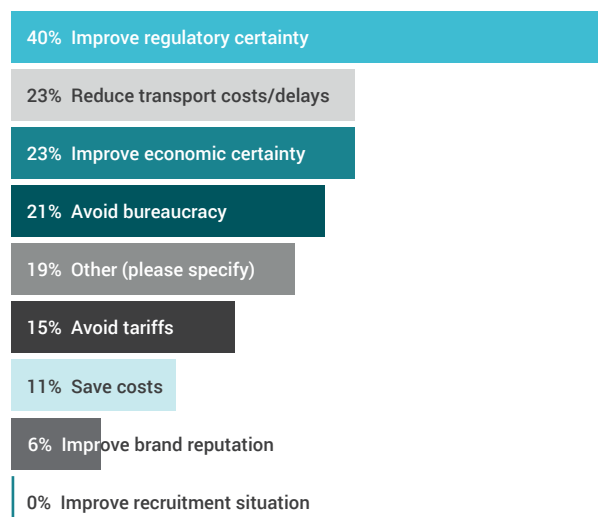 40% Improve regulatory certainty
23% Reduce transport costs/delays
23% Improve economic certainty
21% Avoid bureaucracy
19% Other (please specify)
15% Avoid tariffs
11% Save costs
6% Improve brand reputation
0% Improve recruitment situation